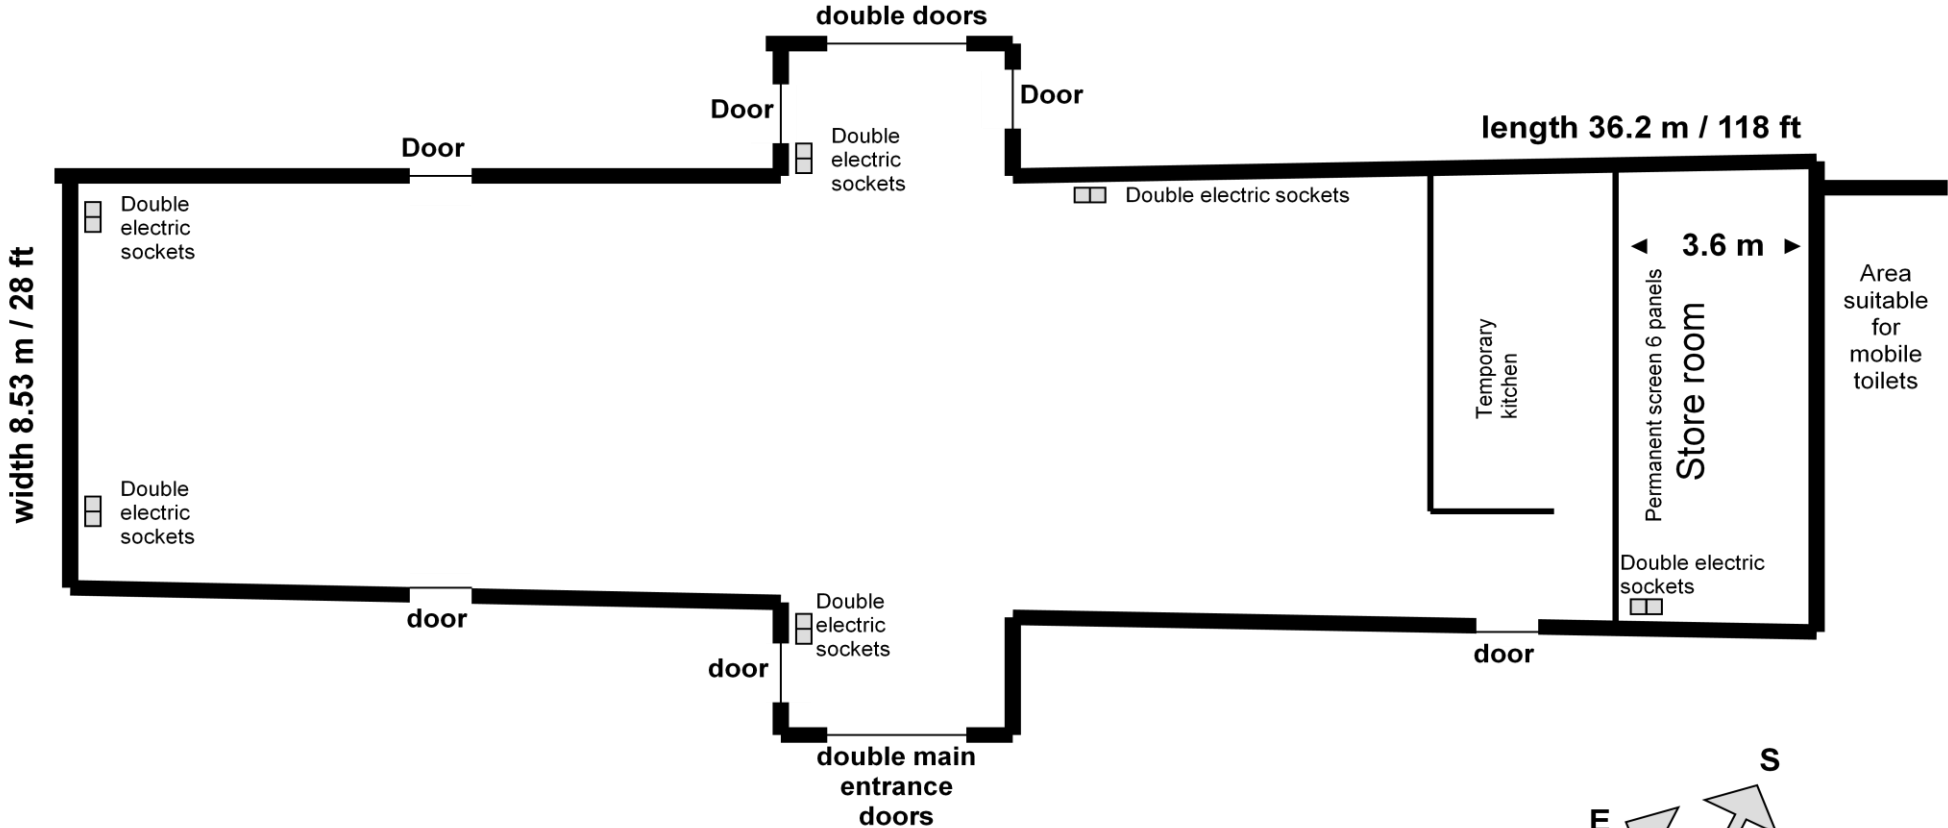 double doors
Door
Door
length 36.2 m / 118 ft
Door
Double
electric
sockets
Double
electric
sockets
Double electric sockets
width 8.53 m / 28 ft
3.6 m
Area
suitable
for
mobile
toilets
Temporary
kitchen
Permanent screen 6 panels
Store room
Double
electric
sockets
Double electric
sockets
door
Double
electric
sockets
door
door
double main
entrance
doors
S
E